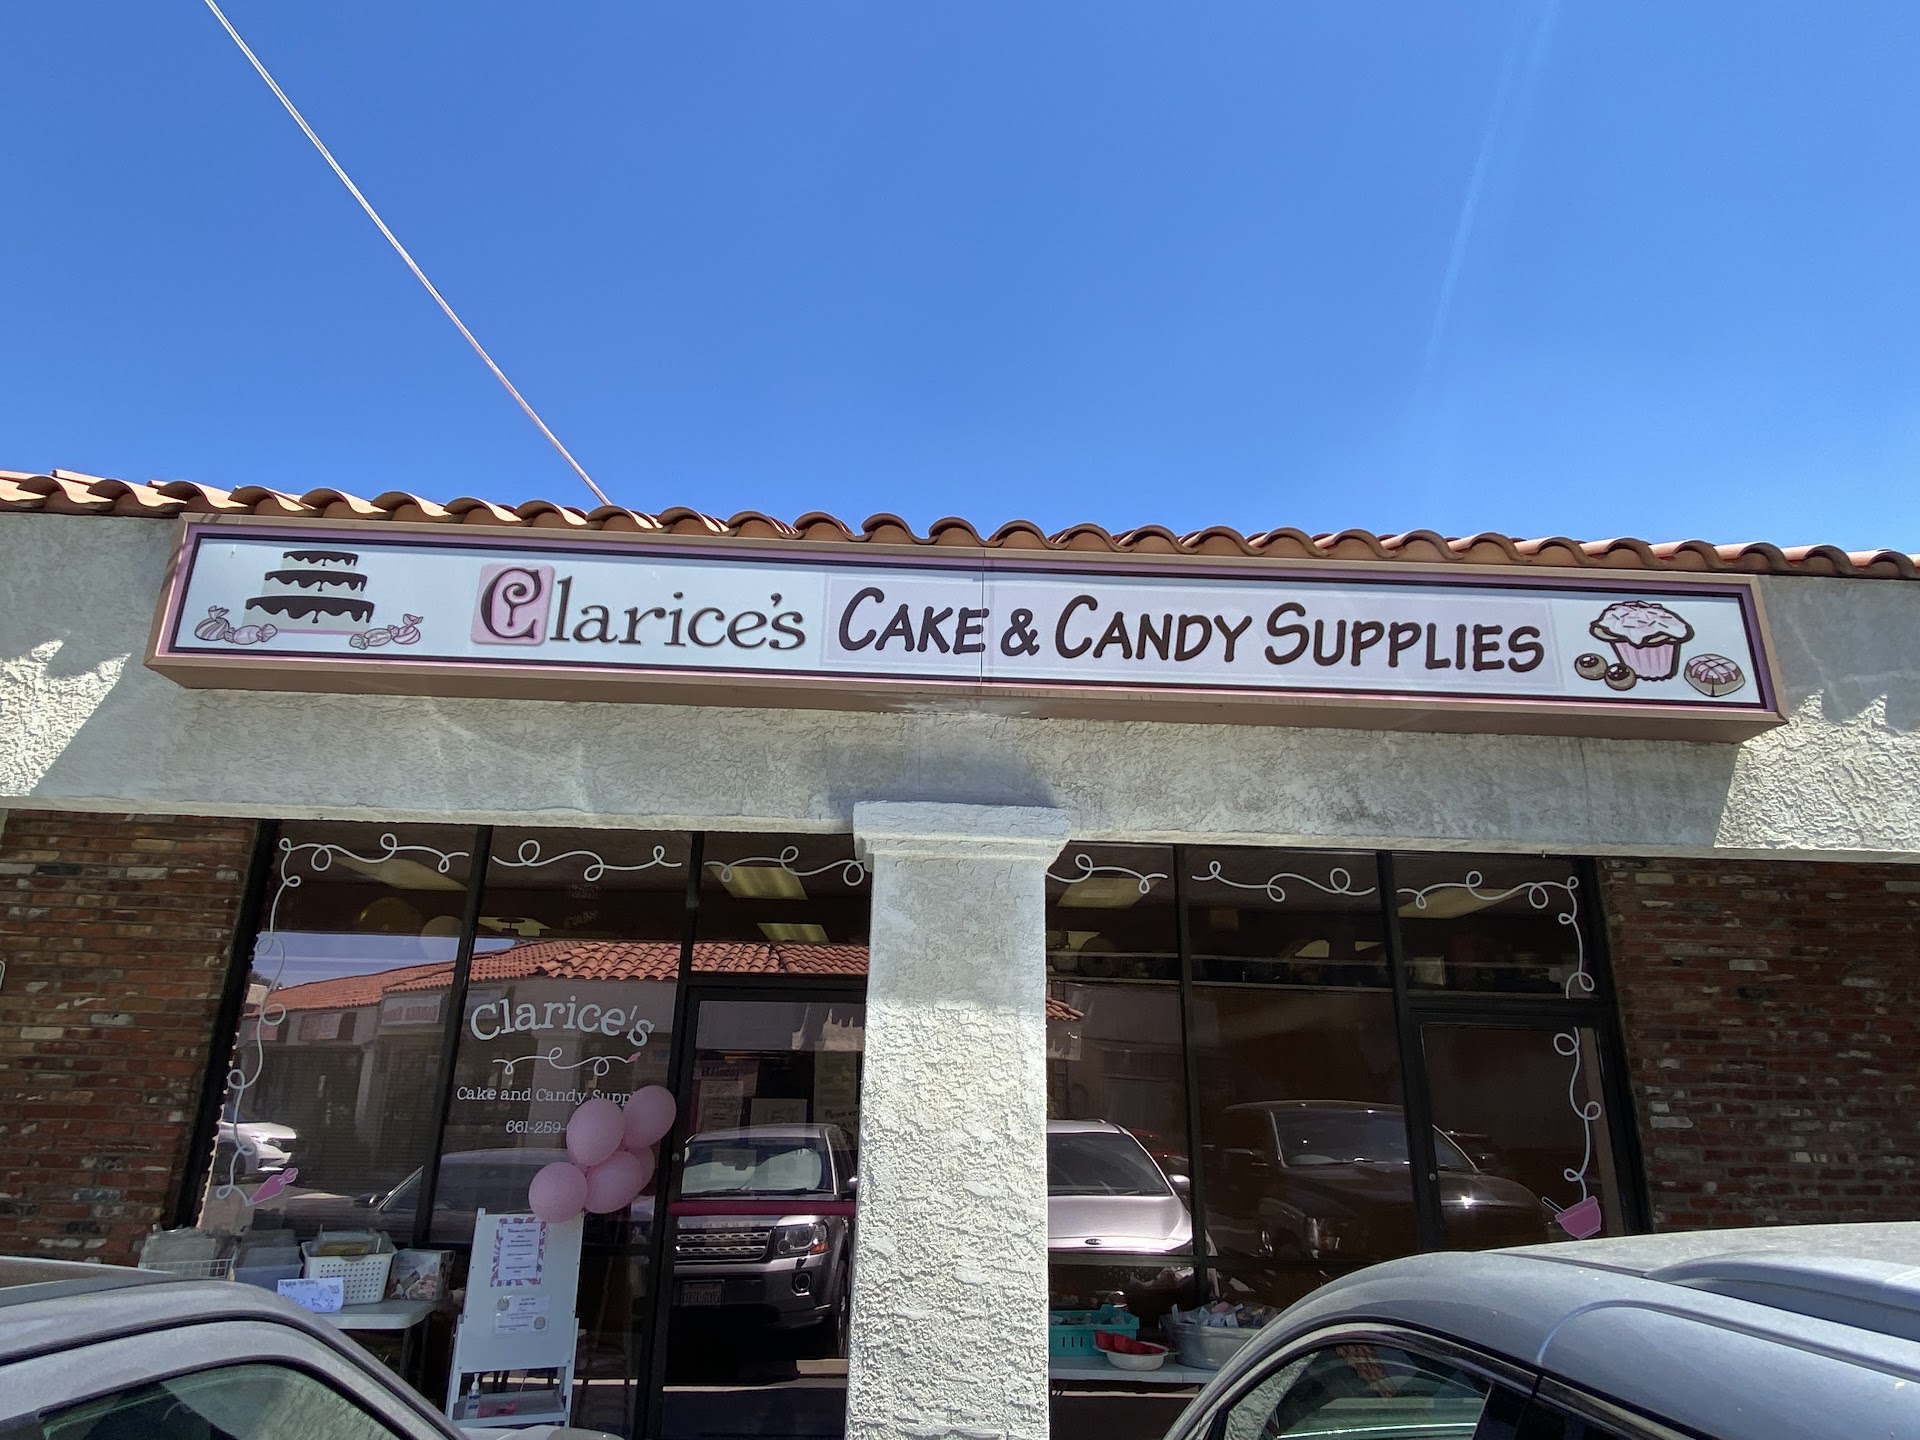 Clarice's CAKE & CANDY SUPPLIES
Clarice's
Cake and Candy Supp
661-259-